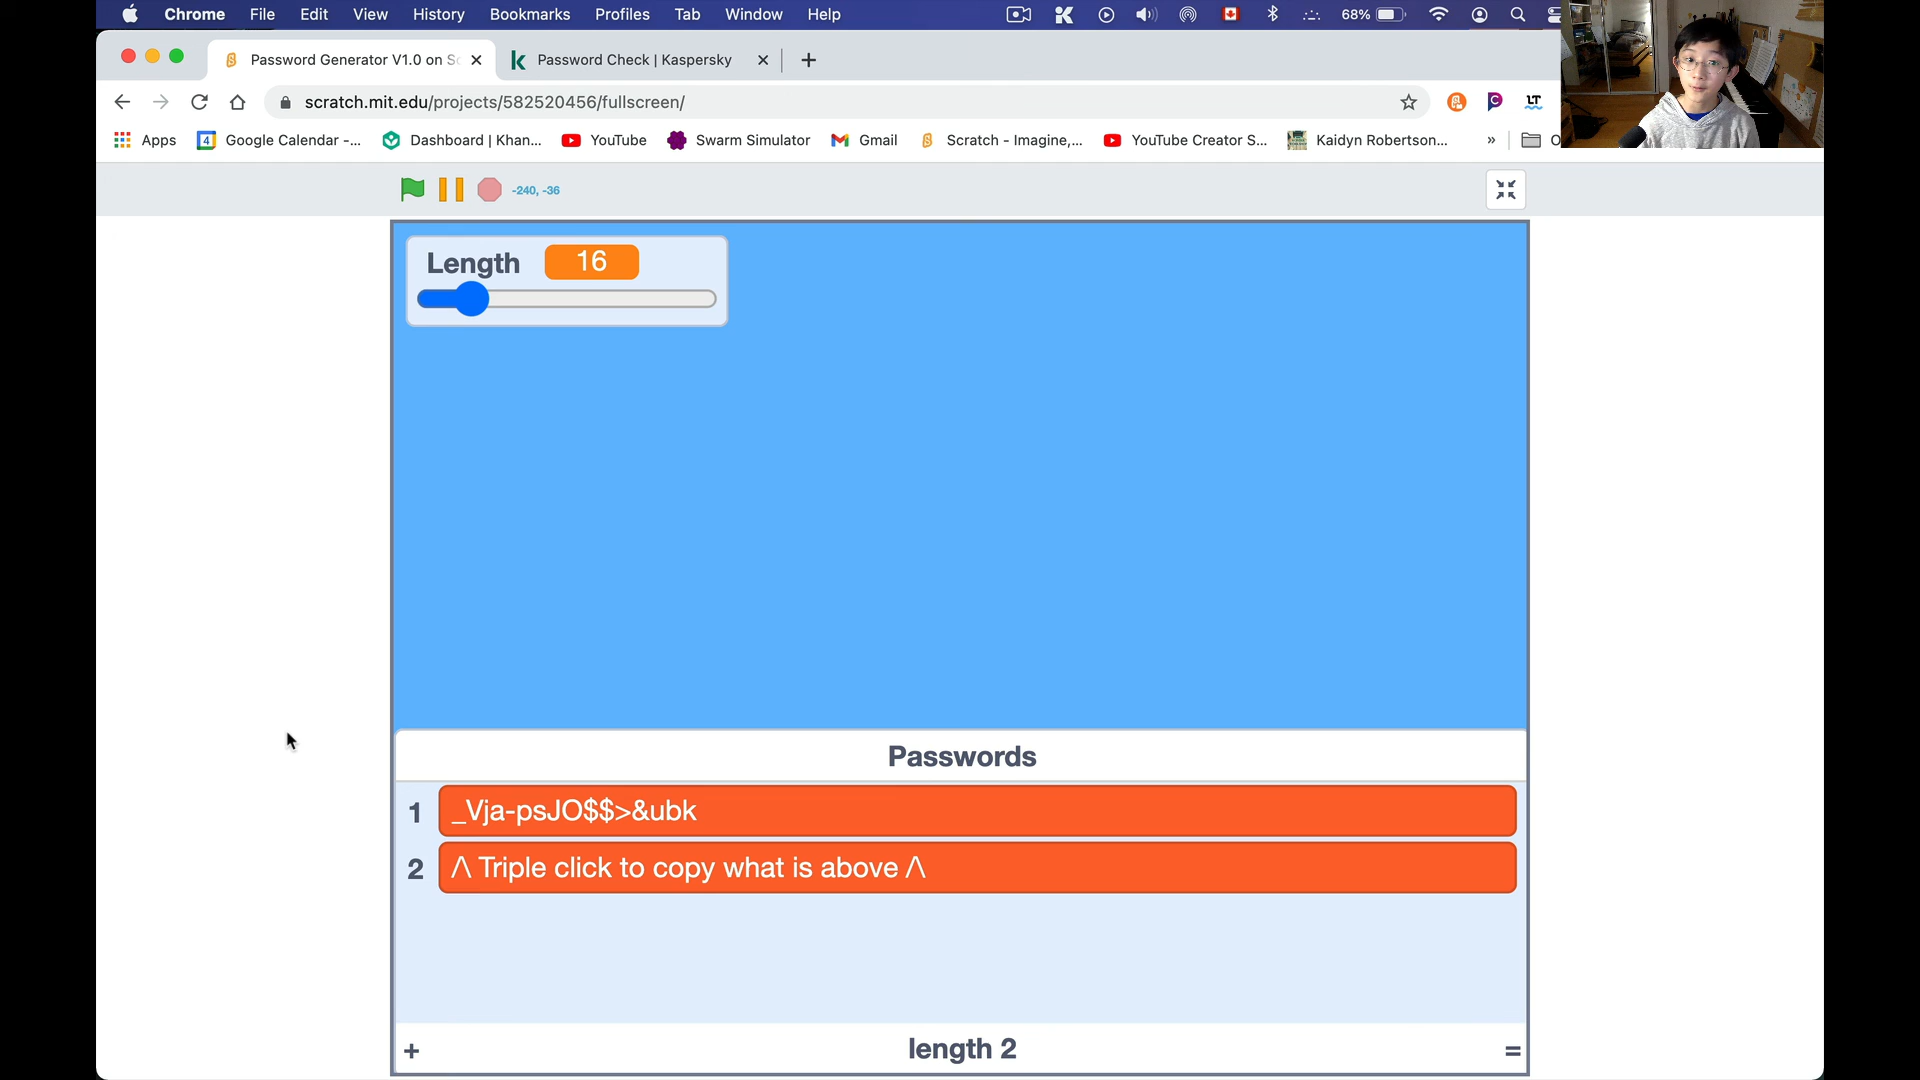 Chrome File Edit View History Bookmarks Profiles Tab Window Help 68%
Password Generator V1.0 on Sc Password Check | Kaspersky
scratch.mit.edu/projects/582520456/fullscreen/
Apps Google Calendar -... Dashboard | Khan... YouTube Swarm Simulator Gmail Scratch - Imagine,... YouTube Creator S... Kaidyn Robertson... » O
-240, -36
Length 16
Passwords
1 _Vja-psJO$$>&ubk
2 /\ Triple click to copy what is above /\
+ length 2 =